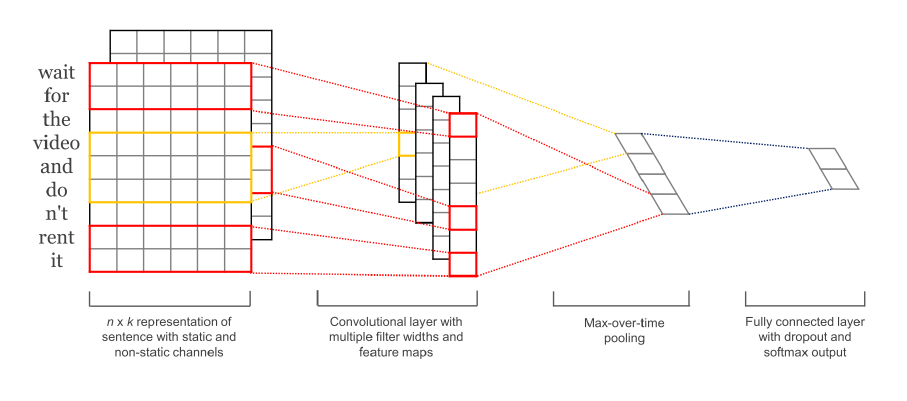 wait
for
the
video
and
do
n't
rent
it
n x k representation of
sentence with static and
non-static channels
Convolutional layer with
multiple filter widths and
feature maps
Max-over-time
pooling
Fully connected layer
with dropout and
softmax output